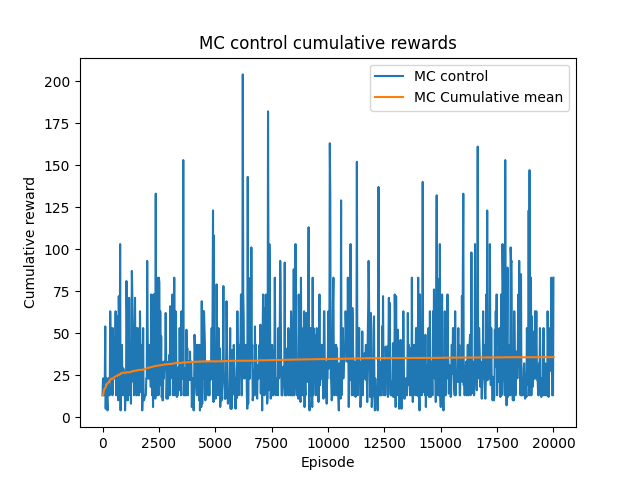 MC control cumulative rewards
MC control
MC Cumulative mean
Cumulative reward
200
175
150
125
100
75
50
25
0
0 2500 5000 7500 10000 12500 15000 17500 20000
Episode